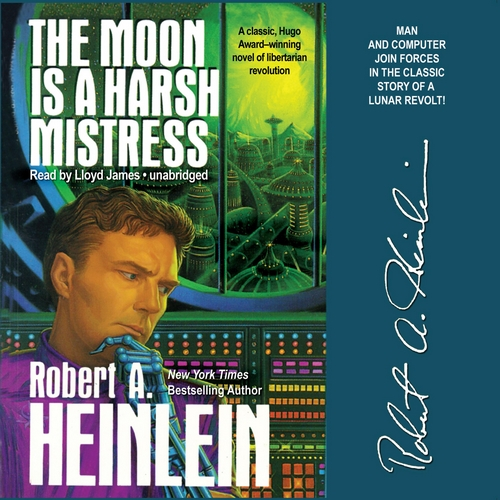 THE MOON
IS A HARSH
MISTRESS
Read by Lloyd James • unabridged
A classic, Hugo
Award–winning
novel of libertarian
revolution
Robert A.
HEINLEIN
New York Times
Bestselling Author
MAN
AND COMPUTER
JOIN FORCES
IN THE CLASSIC
STORY OF A
LUNAR REVOLT!
Robert A. Heinlein